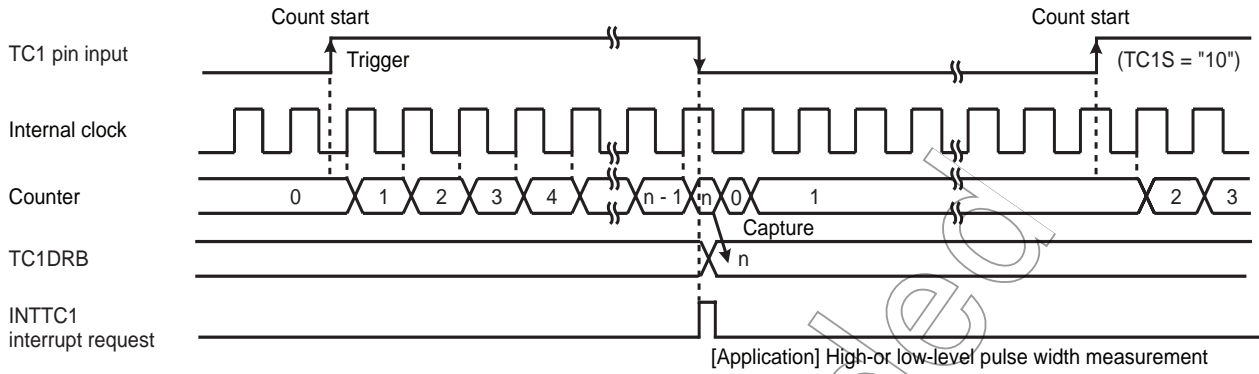 Count start
Count start
TC1 pin input
Trigger
(TC1S = "10")
Internal clock
Counter
0
1
2
3
4
n - 1
n
0
1
2
3
Capture
TC1DRB
n
INTTC1
interrupt request
[Application] High-or low-level pulse width measurement